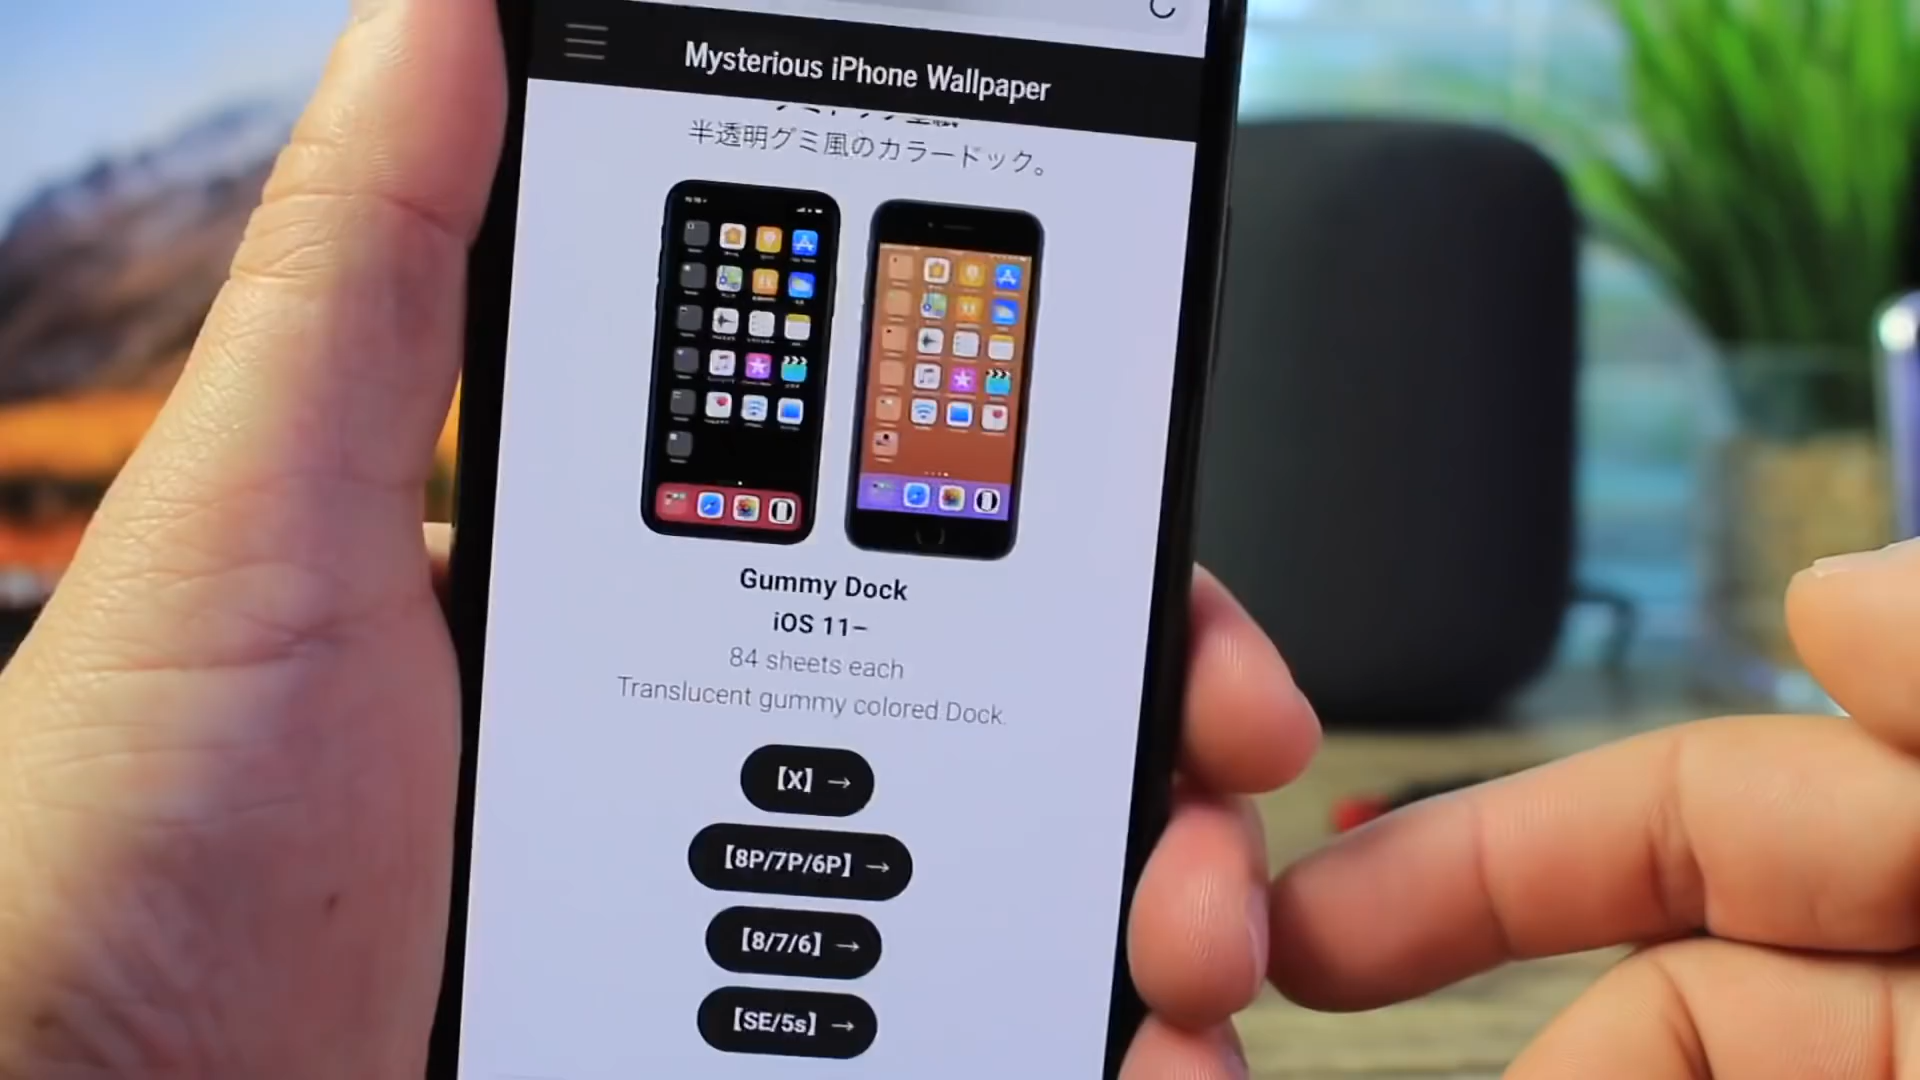 Mysterious iPhone Wallpaper
半透明グミ風のカラードック。
Gummy Dock
iOS 11–
84 sheets each
Translucent gummy colored Dock.
【X】 →
【8P/7P/6P】 →
【8/7/6】 →
【SE/5s】 →